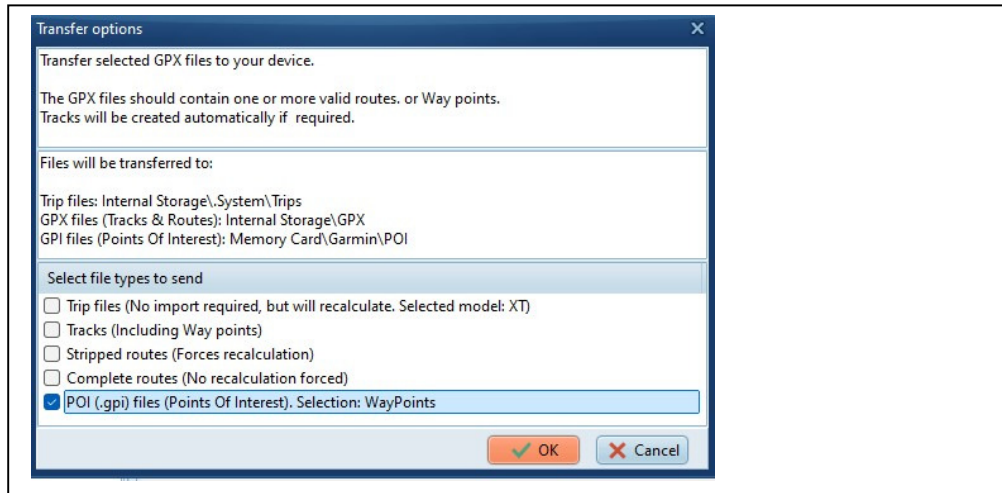 Transfer options
Transfer selected GPX files to your device.
The GPX files should contain one or more valid routes. or Way points.
Tracks will be created automatically if required.
Files will be transferred to:
Trip files: Internal Storage\.System\Trips
GPX files (Tracks & Routes): Internal Storage\GPX
GPI files (Points Of Interest): Memory Card\Garmin\POI
Select file types to send
Trip files (No import required, but will recalculate. Selected model: XT)
Tracks (Including Way points)
Stripped routes (Forces recalculation)
Complete routes (No recalculation forced)
POI (.gpi) files (Points Of Interest). Selection: WayPoints
OK Cancel